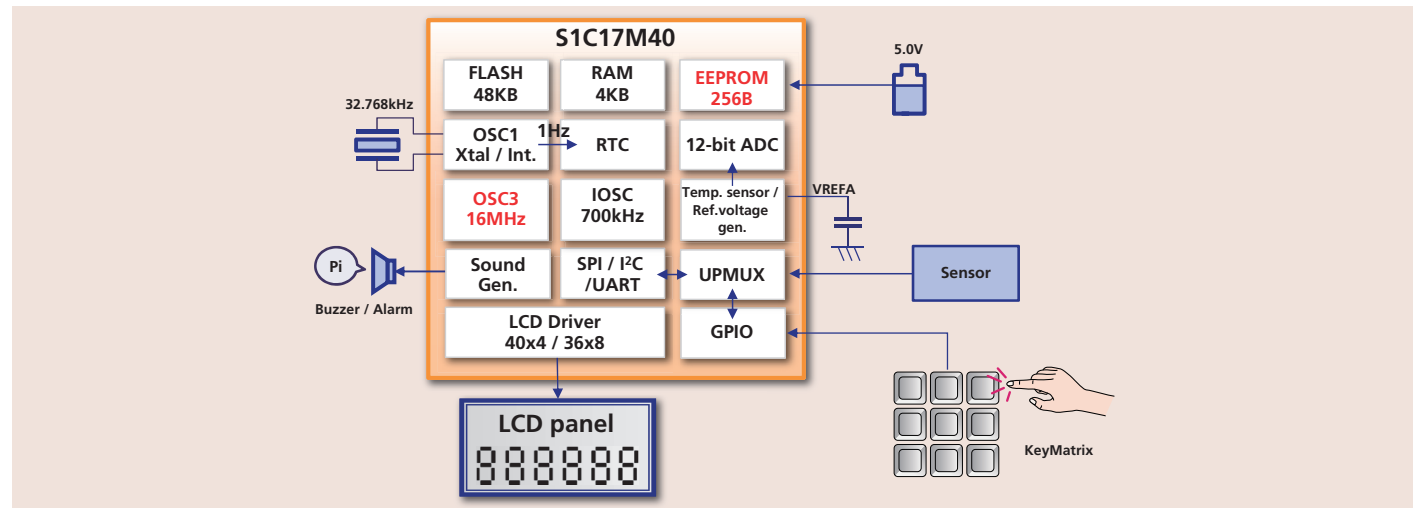 S1C17M40
5.0V
FLASH
48KB
RAM
4KB
EEPROM
256B
32.768kHz
OSC1
Xtal / Int.
1Hz
RTC
12-bit ADC
OSC3
16MHz
IOSC
700kHz
Temp. sensor /
Ref.voltage
gen.
VREFA
Pi
Buzzer / Alarm
Sound
Gen.
SPI / I²C
/UART
UPMUX
Sensor
LCD Driver
40x4 / 36x8
GPIO
LCD panel
888888
KeyMatrix